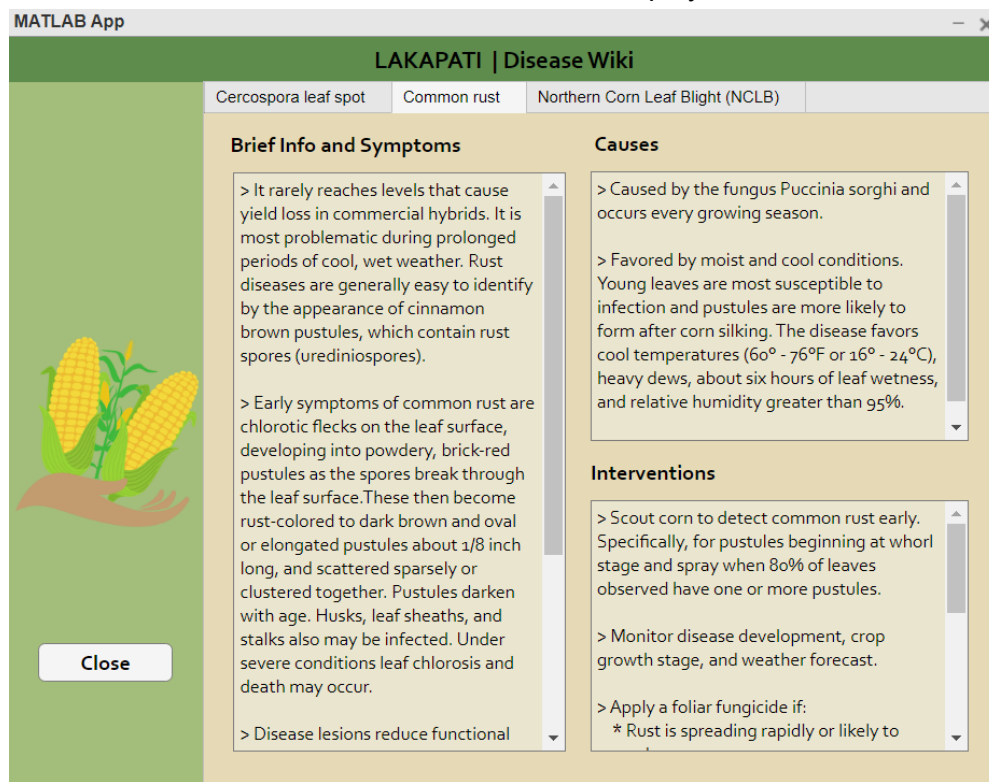 MATLAB App
LAKAPATI | Disease Wiki
Cercospora leaf spot
Common rust
Northern Corn Leaf Blight (NCLB)
Brief Info and Symptoms
> It rarely reaches levels that cause
yield loss in commercial hybrids. It is
most problematic during prolonged
periods of cool, wet weather. Rust
diseases are generally easy to identify
by the appearance of cinnamon
brown pustules, which contain rust
spores (urediniospores).
> Early symptoms of common rust are
chlorotic flecks on the leaf surface,
developing into powdery, brick-red
pustules as the spores break through
the leaf surface.These then become
rust-colored to dark brown and oval
or elongated pustules about 1/8 inch
long, and scattered sparsely or
clustered together. Pustules darken
with age. Husks, leaf sheaths, and
stalks also may be infected. Under
severe conditions leaf chlorosis and
death may occur.
> Disease lesions reduce functional
Causes
> Caused by the fungus Puccinia sorghi and
occurs every growing season.
> Favored by moist and cool conditions.
Young leaves are most susceptible to
infection and pustules are more likely to
form after corn silking. The disease favors
cool temperatures (60º - 76ºF or 16º - 24ºC),
heavy dews, about six hours of leaf wetness,
and relative humidity greater than 95%.
Interventions
> Scout corn to detect common rust early.
Specifically, for pustules beginning at whorl
stage and spray when 80% of leaves
observed have one or more pustules.
> Monitor disease development, crop
growth stage, and weather forecast.
> Apply a foliar fungicide if:
* Rust is spreading rapidly or likely to
Close